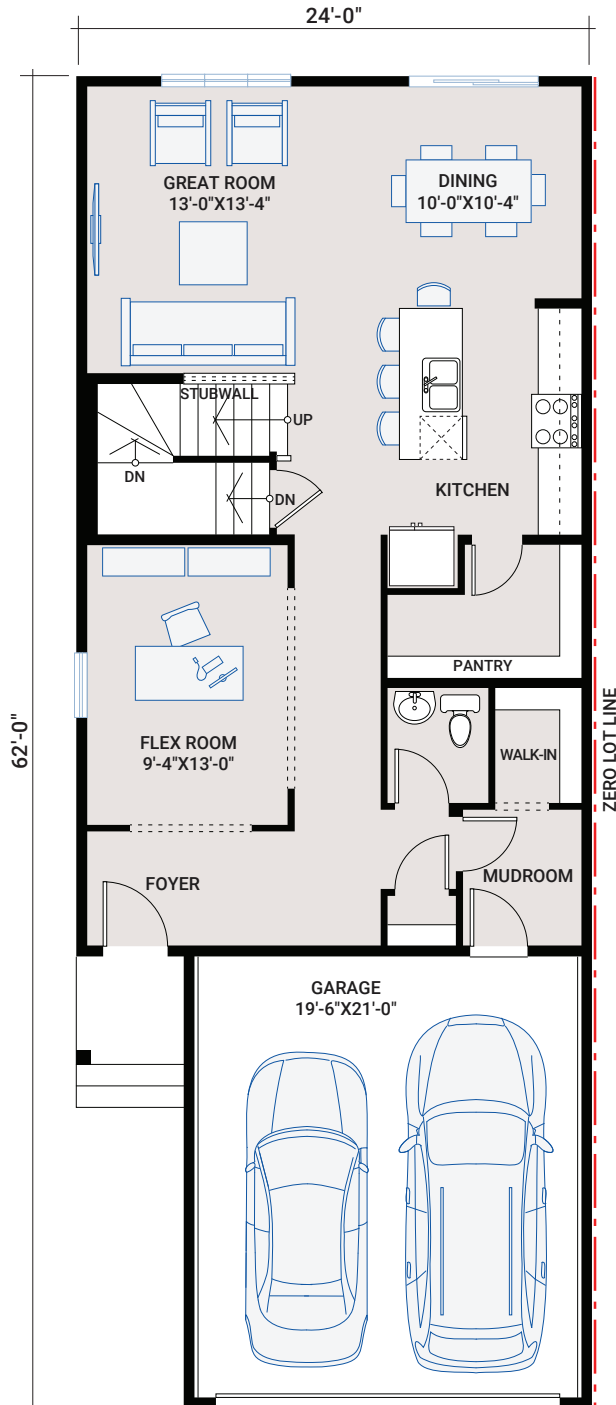 24'-0"
GREAT ROOM
13'-0"X13'-4"
DINING
10'-0"X10'-4"
STUBWALL
UP
DN
DN
KITCHEN
PANTRY
62'-0"
ZERO LOT LINE
FLEX ROOM
9'-4"X13'-0"
WALK-IN
FOYER
MUDROOM
GARAGE
19'-6"X21'-0"